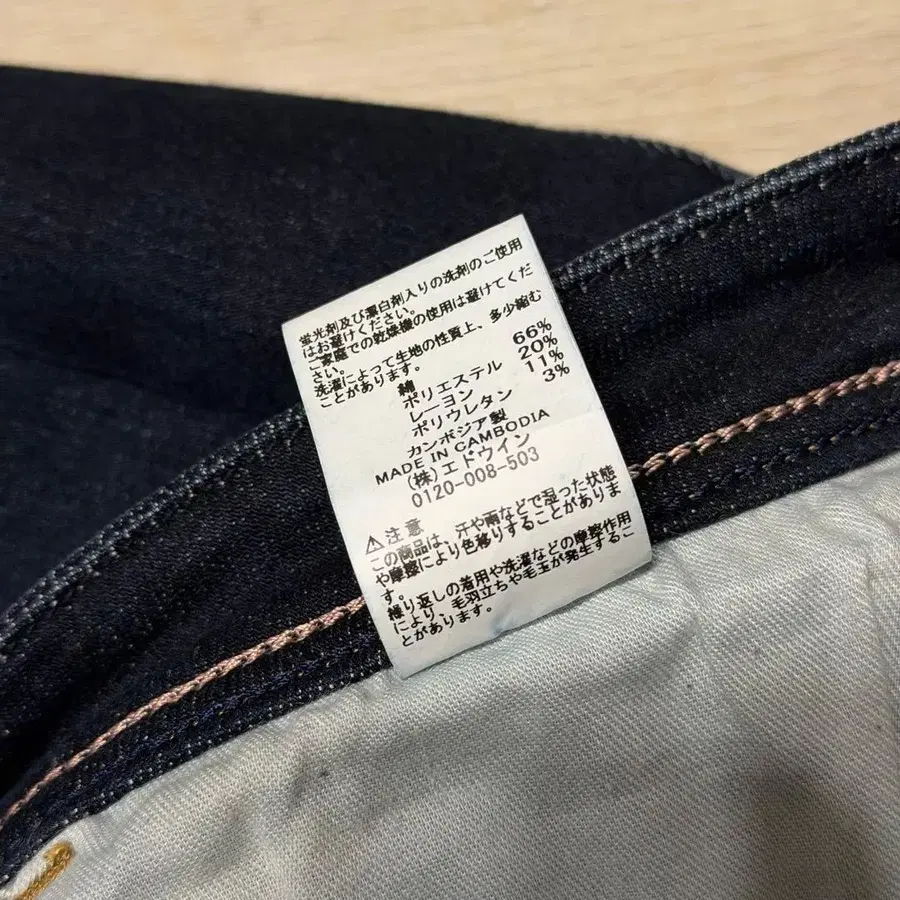 蛍光剤及び漂白剤入りの洗剤のご使用
はお避けください。
ご家庭での乾燥機の使用は避けてくだ
さい。
洗濯によって生地の性質上、多少縮む
ことがあります。
綿 66%
ポリエステル 20%
レーヨン 11%
ポリウレタン 3%
カンボジア製
MADE IN CAMBODIA
(株)エドウイン
0120-008-503
⚠注意
この商品は、汗や雨などで湿った状態
や摩擦により色移りすることがありま
す。
繰り返しの着用や洗濯などの摩擦作用
により、毛羽立ちや毛玉が発生するこ
とがあります。